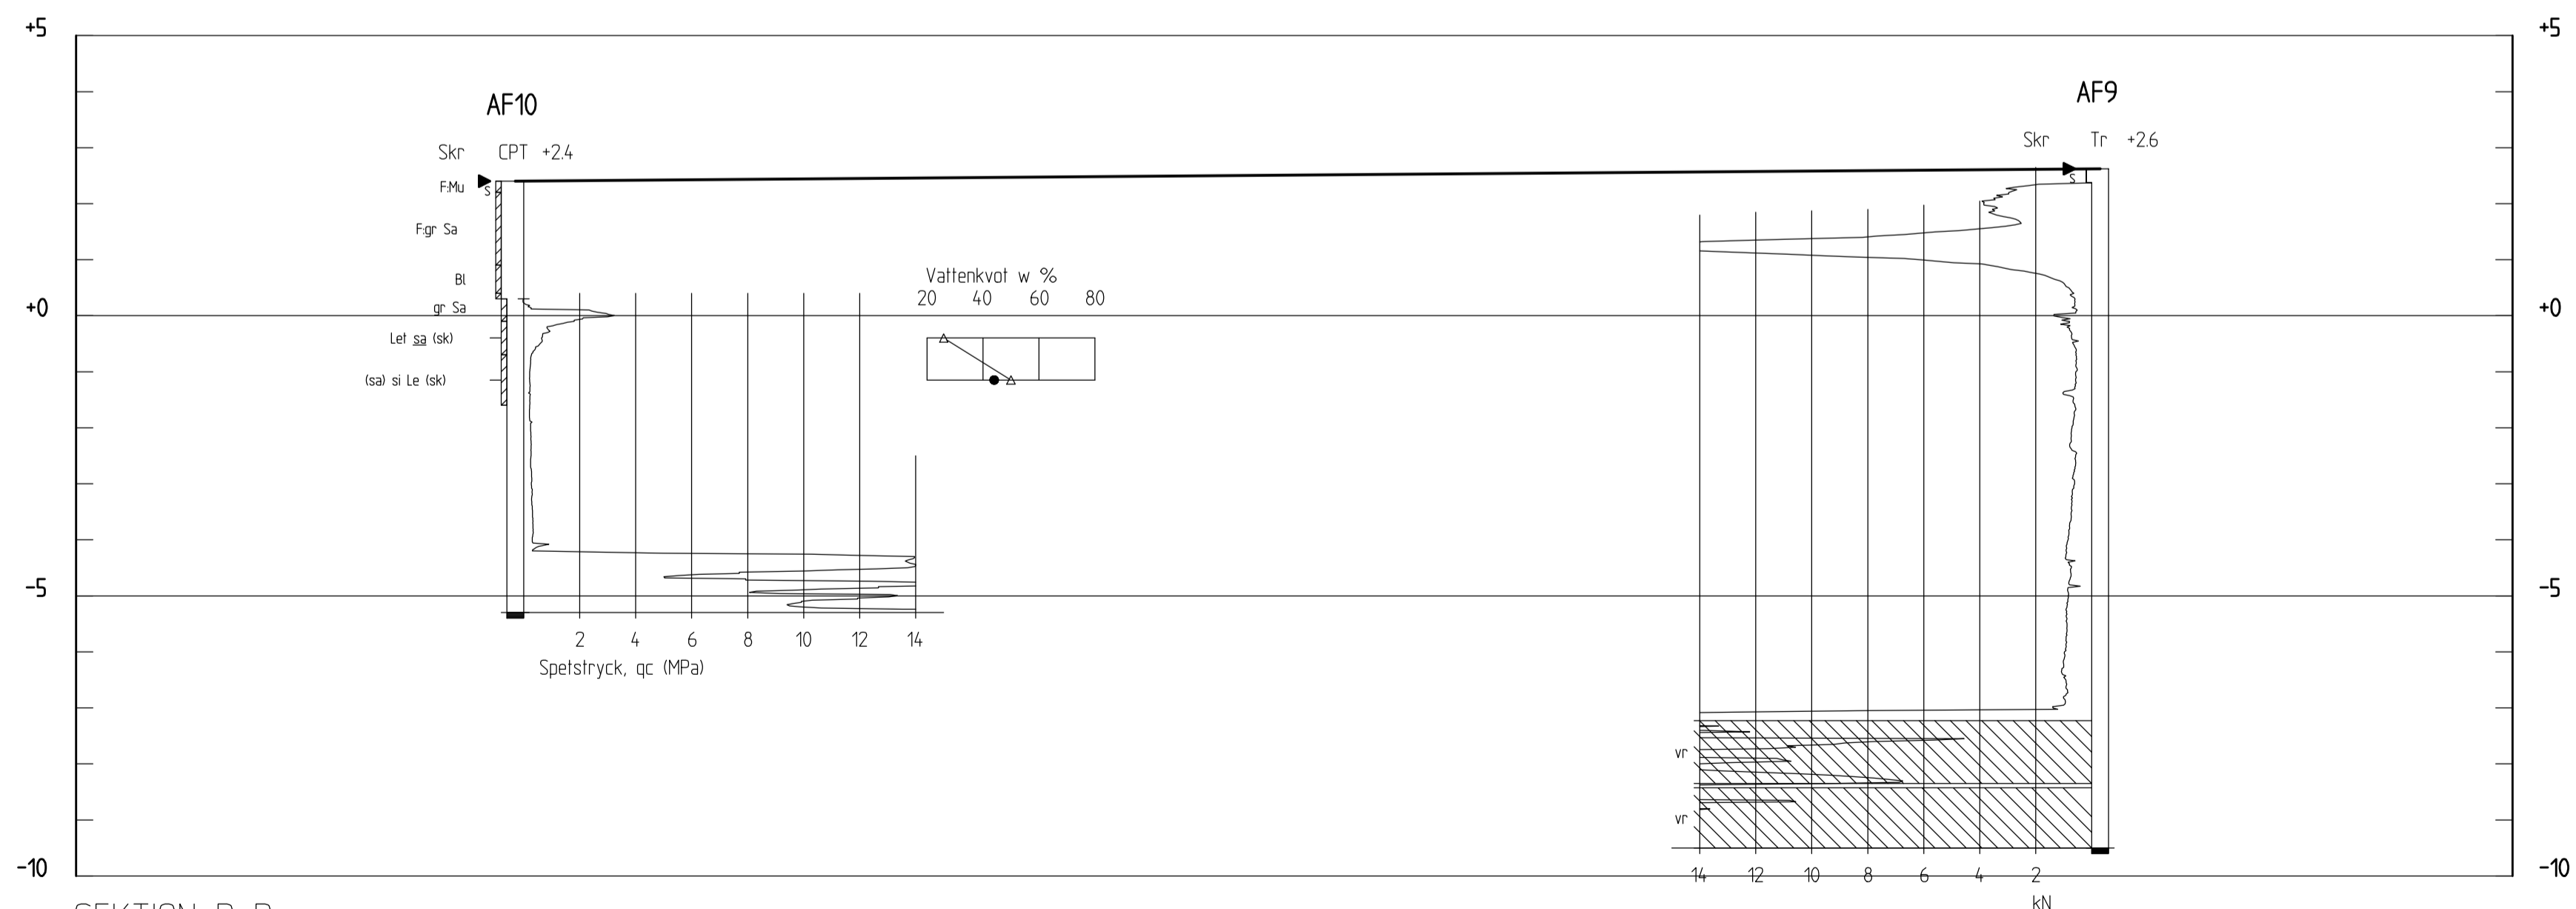 +5 +5
AF10 AF9
Skr CPT +2.4 Skr Tr +2.6
F:Mu S S
F:gr Sa
Bl
gr Sa
Vattenkvot w %
20 40 60 80
+0 +0
Let sa (sk)
(sa) si Le (sk)
-5 -5
2 4 6 8 10 12 14
Spetstryck, qc (MPa)
vr
vr
14 12 10 8 6 4 2
-10 -10
kN